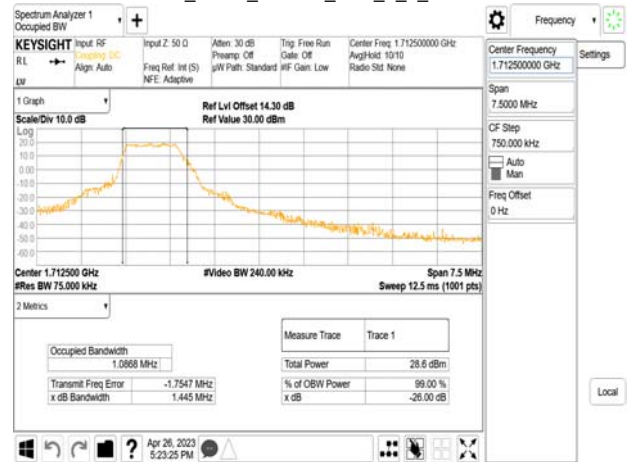 Spectrum Analyzer 1
Occupied BW
Frequency
KEYSIGHT
RL
LV
Input: RF
Coupling: DC
Align: Auto
Input Z: 50 Ω
Freq Ref: Int (S)
NFE: Adaptive
Atten: 30 dB
Preamp: Off
µW Path: Standard
Trig: Free Run
Gate: Off
#IF Gain: Low
Center Freq: 1.712500000 GHz
Avg|Hold: 10/10
Radio Std: None
Center Frequency
1.712500000 GHz
Settings
Span
7.5000 MHz
CF Step
750.000 kHz
Auto
Man
Freq Offset
0 Hz
1 Graph
Scale/Div 10.0 dB
Ref Lvl Offset 14.30 dB
Ref Value 30.00 dBm
Log
20.0
10.0
0.00
-10.0
-20.0
-30.0
-40.0
-50.0
-60.0
Center 1.712500 GHz
#Res BW 75.000 kHz
#Video BW 240.00 kHz
Span 7.5 MHz
Sweep 12.5 ms (1001 pts)
2 Metrics
Measure Trace Trace 1
Occupied Bandwidth
1.0868 MHz
Total Power 28.6 dBm
Transmit Freq Error -1.7547 MHz
% of OBW Power 99.00 %
x dB Bandwidth 1.445 MHz
x dB -26.00 dB
Local
Apr 26, 2023
5:23:25 PM